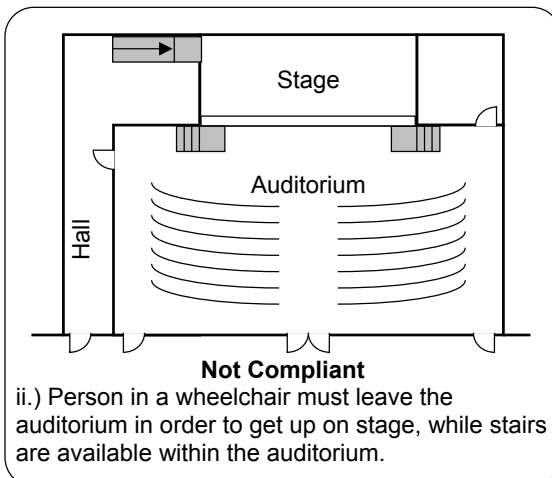 Stage
Auditorium
Hall
Not Compliant
ii.) Person in a wheelchair must leave the
auditorium in order to get up on stage, while stairs
are available within the auditorium.